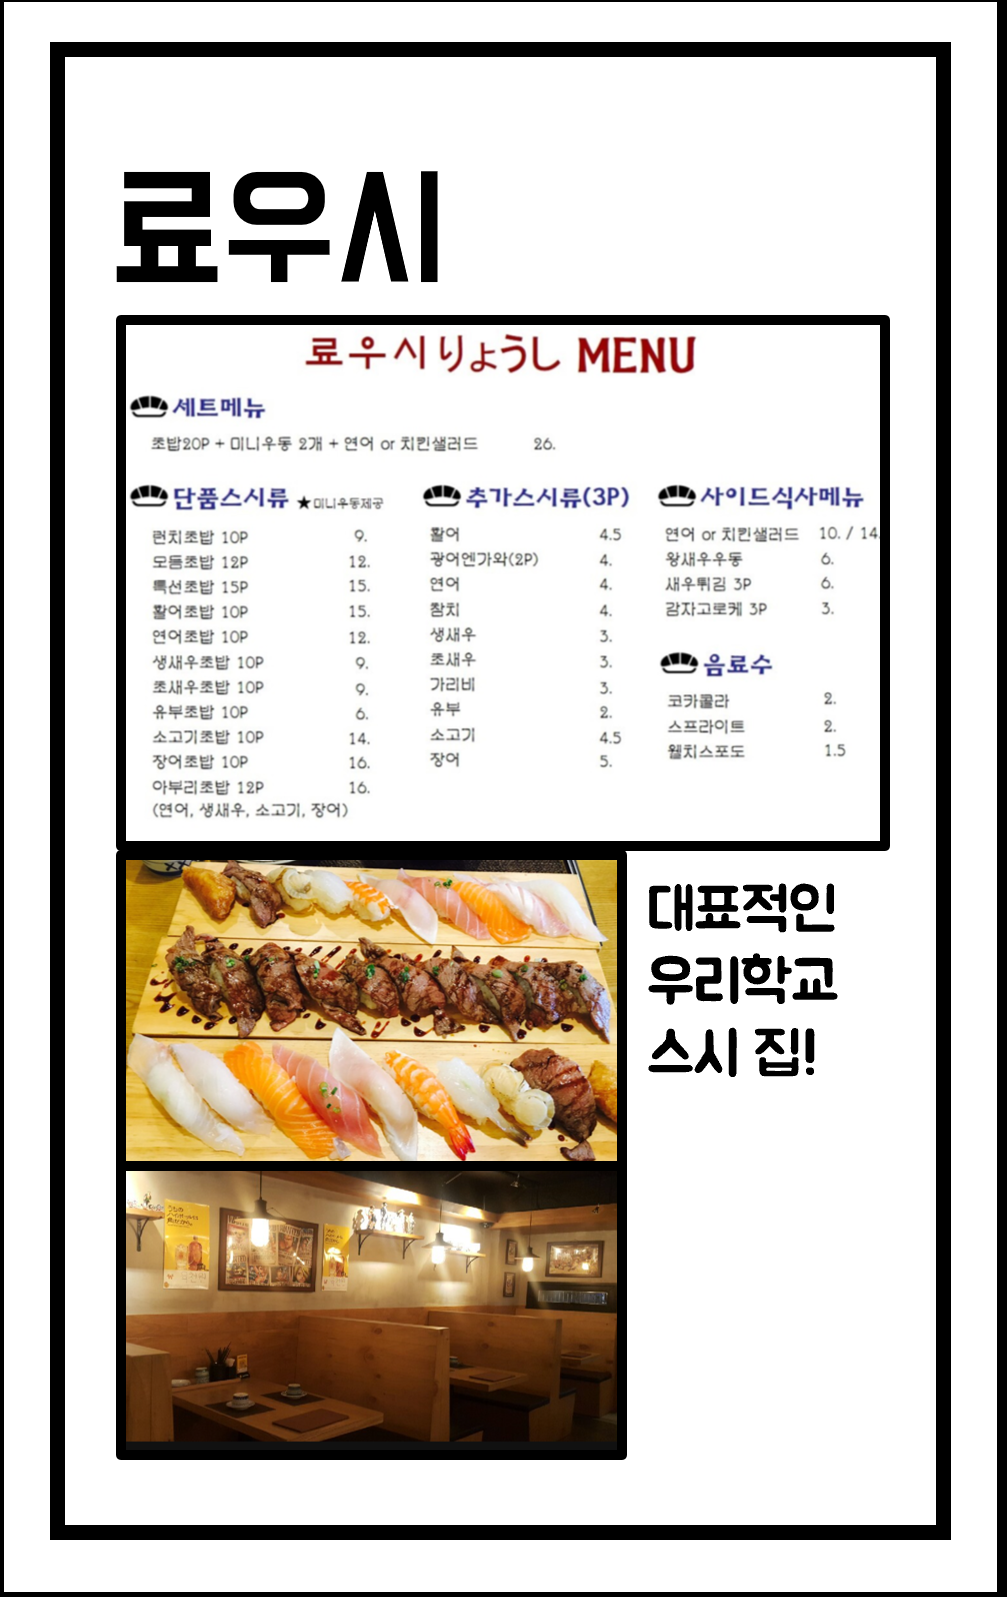 료우시
료우시りょうし MENU
세트메뉴
초밥20P + 미니우동 2개 + 연어 or 치킨샐러드 26.
단품스시류 ★미니우동제공
런치초밥 10P 9.
모듬초밥 12P 12.
특선초밥 15P 15.
활어초밥 10P 15.
연어초밥 10P 12.
생새우초밥 10P 9.
초새우초밥 10P 9.
유부초밥 10P 6.
소고기초밥 10P 14.
장어초밥 10P 16.
아부리초밥 12P 16.
(연어, 생새우, 소고기, 장어)
추가스시류(3P)
활어 4.5
광어엔가와(2P) 4.
연어 4.
참치 4.
생새우 3.
초새우 3.
가리비 3.
유부 2.
소고기 4.5
장어 5.
사이드식사메뉴
연어 or 치킨샐러드 10. / 14.
왕새우우동 6.
새우튀김 3P 6.
감자고로케 3P 3.
음료수
코카콜라 2.
스프라이트 2.
웰치스포도 1.5
대표적인
우리학교
스시 집!